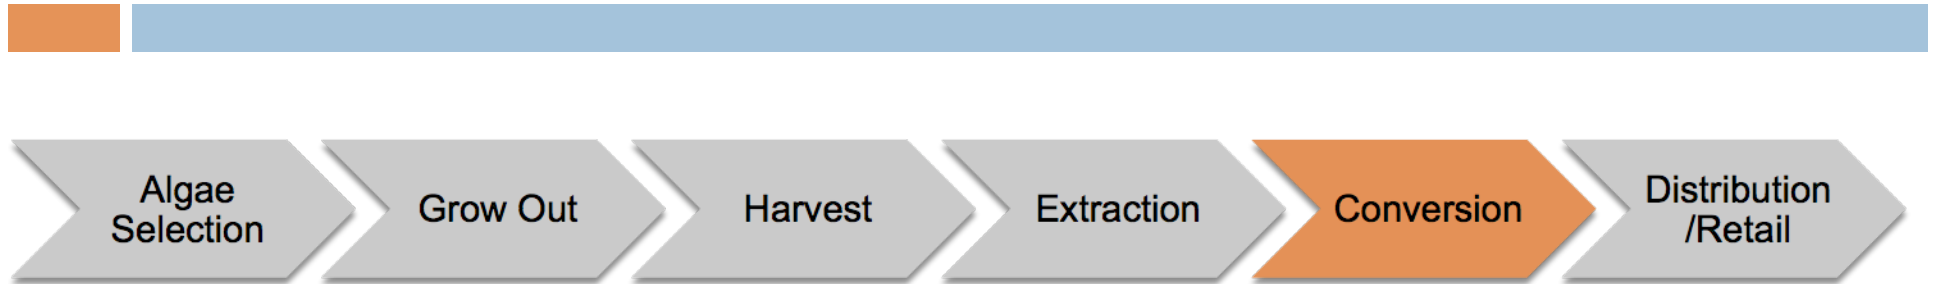 Algae
Selection
Grow Out
Harvest
Extraction
Conversion
Distribution
/Retail